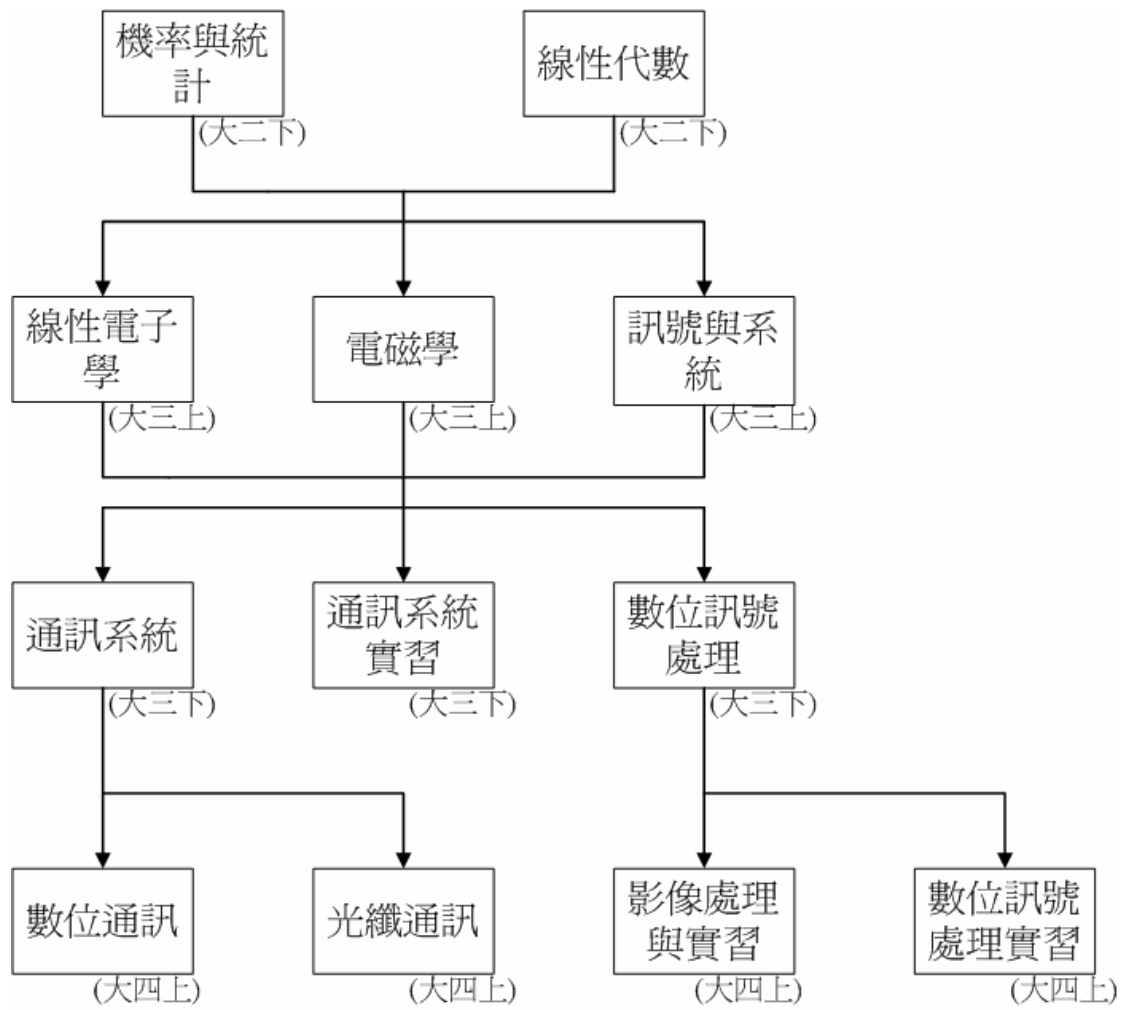 機率與統
計
(大二下)
線性代數
(大二下)
線性電子
學
(大三上)
電磁學
(大三上)
訊號與系
統
(大三上)
通訊系統
(大三下)
通訊系統
實習
(大三下)
數位訊號
處理
(大三下)
數位通訊
(大四上)
光纖通訊
(大四上)
影像處理
與實習
(大四上)
數位訊號
處理實習
(大四上)